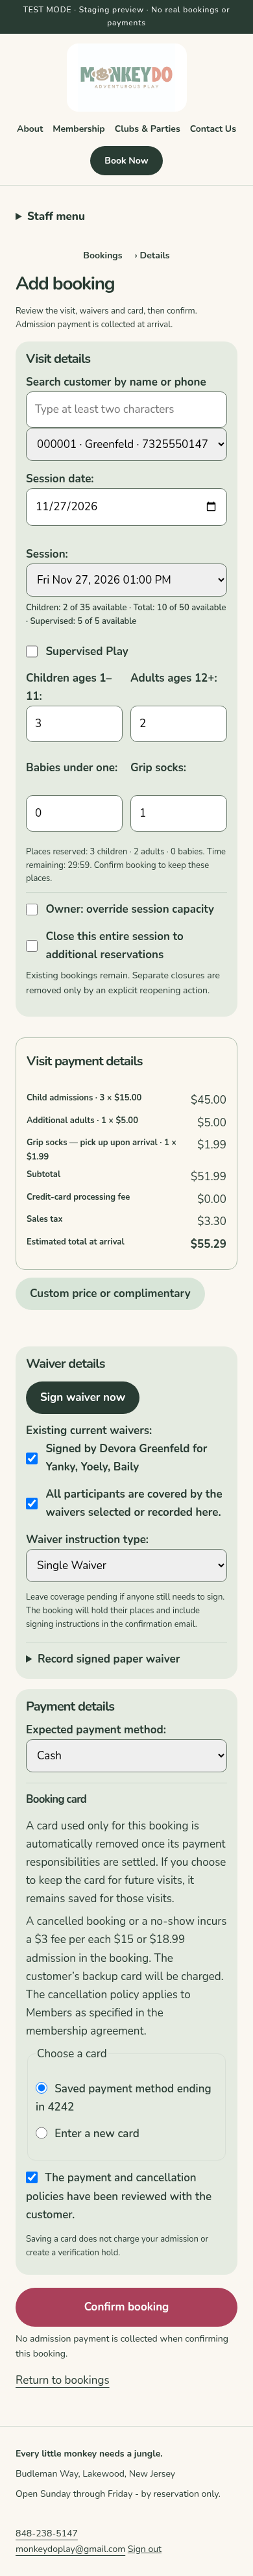 TEST MODE · Staging preview · No real bookings or
payments
MONKEYDO
ADVENTUROUS PLAY
About Membership Clubs & Parties Contact Us
Book Now
▶ Staff menu
Bookings › Details
Add booking
Review the visit, waivers and card, then confirm.
Admission payment is collected at arrival.
Visit details
Search customer by name or phone
Type at least two characters
000001 · Greenfeld · 7325550147
Session date:
11/27/2026
Session:
Fri Nov 27, 2026 01:00 PM
Children: 2 of 35 available · Total: 10 of 50 available
· Supervised: 5 of 5 available
Supervised Play
Children ages 1–
11:
Adults ages 12+:
3
2
Babies under one:
Grip socks:
0
1
Places reserved: 3 children · 2 adults · 0 babies. Time
remaining: 29:59. Confirm booking to keep these
places.
Owner: override session capacity
Close this entire session to
additional reservations
Existing bookings remain. Separate closures are
removed only by an explicit reopening action.
Visit payment details
Child admissions · 3 × $15.00 $45.00
Additional adults · 1 × $5.00 $5.00
Grip socks — pick up upon arrival · 1 × $1.99
$1.99
Subtotal $51.99
Credit-card processing fee $0.00
Sales tax $3.30
Estimated total at arrival $55.29
Custom price or complimentary
Waiver details
Sign waiver now
Existing current waivers:
Signed by Devora Greenfeld for
Yanky, Yoely, Baily
All participants are covered by the
waivers selected or recorded here.
Waiver instruction type:
Single Waiver
Leave coverage pending if anyone still needs to sign.
The booking will hold their places and include
signing instructions in the confirmation email.
▶ Record signed paper waiver
Payment details
Expected payment method:
Cash
Booking card
A card used only for this booking is
automatically removed once its payment
responsibilities are settled. If you choose
to keep the card for future visits, it
remains saved for those visits.
A cancelled booking or a no-show incurs
a $3 fee per each $15 or $18.99
admission in the booking. The
customer’s backup card will be charged.
The cancellation policy applies to
Members as specified in the
membership agreement.
Choose a card
Saved payment method ending
in 4242
Enter a new card
The payment and cancellation
policies have been reviewed with the
customer.
Saving a card does not charge your admission or
create a verification hold.
Confirm booking
No admission payment is collected when confirming
this booking.
Return to bookings
Every little monkey needs a jungle.
Budleman Way, Lakewood, New Jersey
Open Sunday through Friday - by reservation only.
848-238-5147
monkeydoplay@gmail.com Sign out